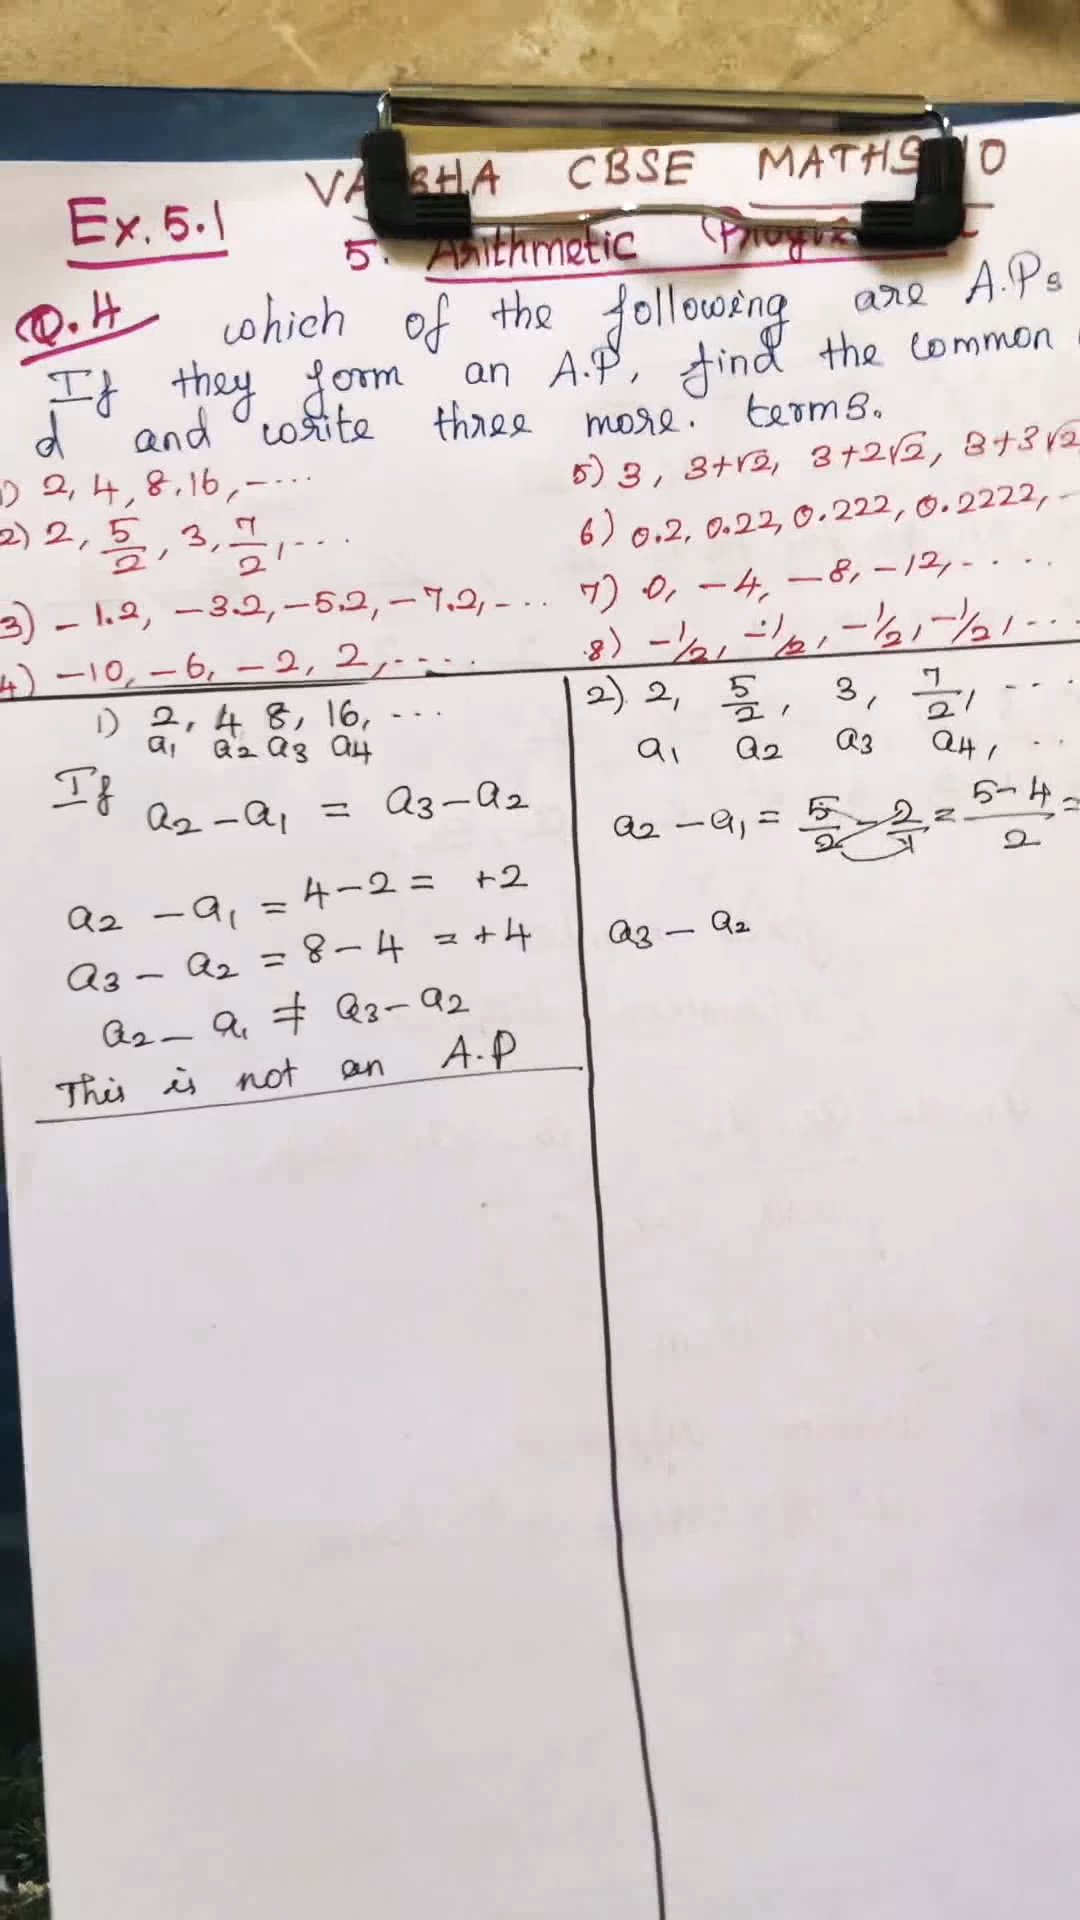 CBSE MATHS 10
Ex. 5.1
5. Arithmetic
Q.4 which of the following are A.Ps
If they form an A.P, find the common
d and write three more. terms.
1) 2, 4, 8, 16, ----
2) 2, 5/2, 3, 7/2, ...
3) -1.2, -3.2, -5.2, -7.2, ...
4) -10, -6, -2, 2, ....
5) 3, 3+√2, 3+2√2, 3+3√2
6) 0.2, 0.22, 0.222, 0.2222, -
7) 0, -4, -8, -12, ....
8) -1/2, -1/2, -1/2, -1/2, ...
1) 2, 4 8, 16, ...
a1 a2 a3 a4
If a2 - a1 = a3 - a2
a2 - a1 = 4 - 2 = +2
a3 - a2 = 8 - 4 = +4
a2 - a1 ≠ a3 - a2
This is not an A.P
2). 2, 5/2, 3, 7/2, ....
a1 a2 a3 a4, ..
a2 - a1 = 5/2 - 2/1 = 5-4/2 =
a3 - a2